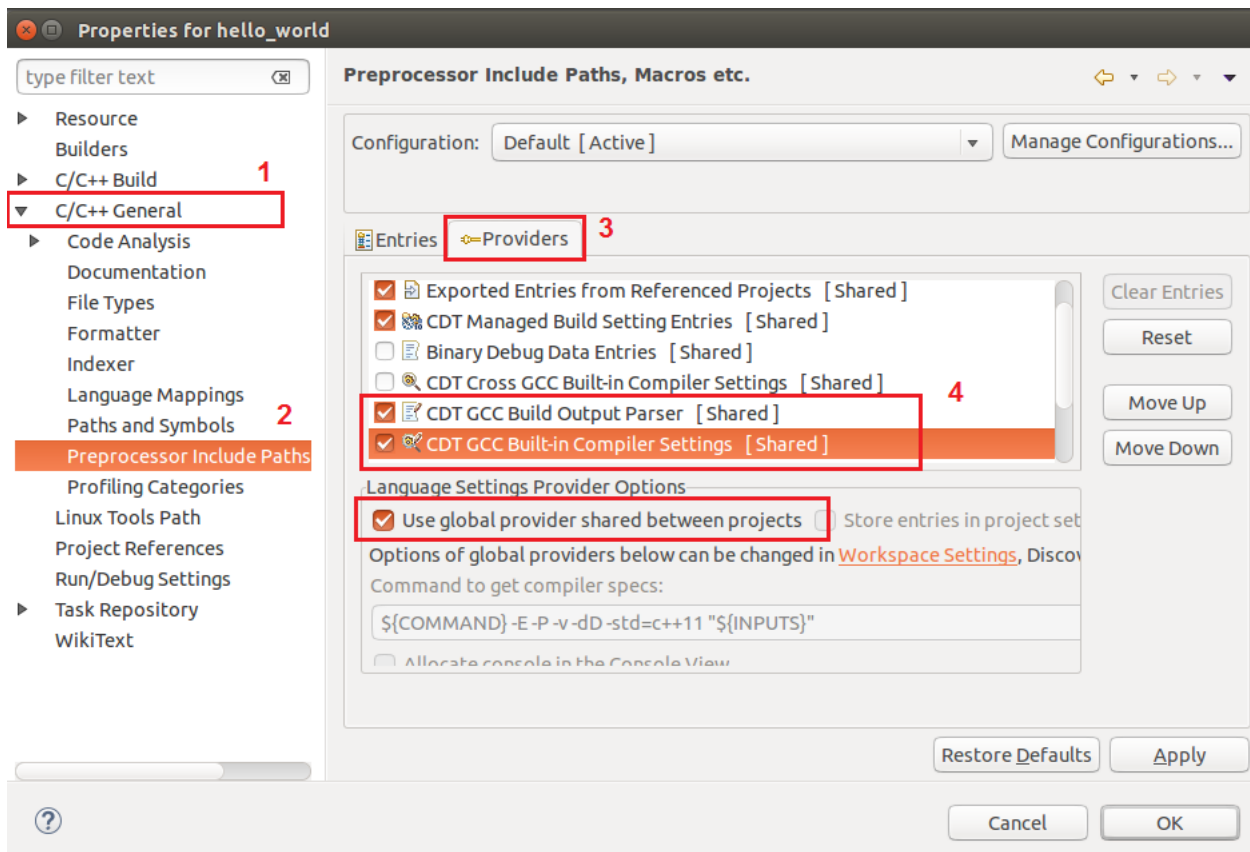 Properties for hello_world
type filter text
Resource
Builders
C/C++ Build
1
C/C++ General
Code Analysis
Documentation
File Types
Formatter
Indexer
Language Mappings
Paths and Symbols
2
Preprocessor Include Paths
Profiling Categories
Linux Tools Path
Project References
Run/Debug Settings
Task Repository
WikiText
Preprocessor Include Paths, Macros etc.
Configuration: Default [ Active ] Manage Configurations...
Entries Providers 3
Exported Entries from Referenced Projects [ Shared ]
CDT Managed Build Setting Entries [ Shared ]
Binary Debug Data Entries [ Shared ]
CDT Cross GCC Built-in Compiler Settings [ Shared ]
4
CDT GCC Build Output Parser [ Shared ]
CDT GCC Built-in Compiler Settings [ Shared ]
Clear Entries
Reset
Move Up
Move Down
Language Settings Provider Options
Use global provider shared between projects Store entries in project set
Options of global providers below can be changed in Workspace Settings, Discov
Command to get compiler specs:
${COMMAND} -E -P -v -dD -std=c++11 "${INPUTS}"
Allocate console in the Console View
Restore Defaults Apply
Cancel OK